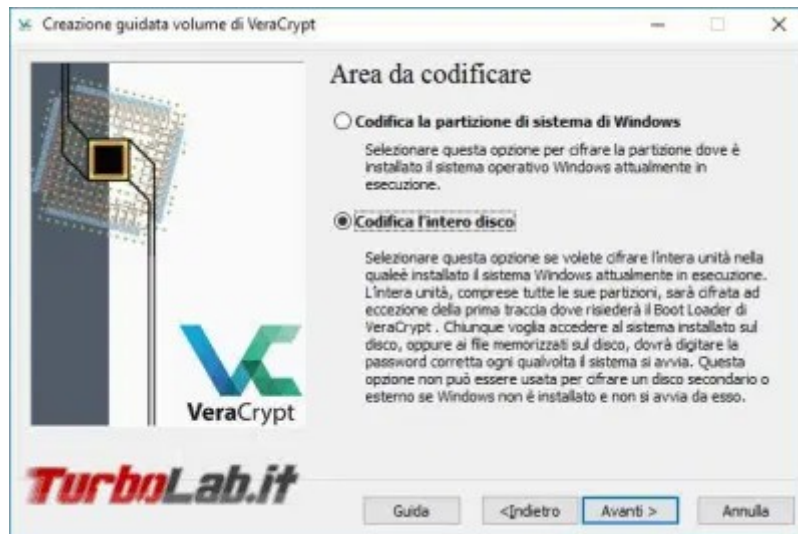 Creazione guidata volume di VeraCrypt
Area da codificare
Codifica la partizione di sistema di Windows
Selezionare questa opzione per cifrare la partizione dove è
installato il sistema operativo Windows attualmente in
esecuzione.
Codifica l'intero disco
Selezionare questa opzione se volete cifrare l'intera unità nella
qualeè installato il sistema Windows attualmente in esecuzione.
L'intera unità, comprese tutte le sue partizioni, sarà cifrata ad
eccezione della prima traccia dove risiederà il Boot Loader di
VeraCrypt . Chiunque voglia accedere al sistema installato sul
disco, oppure ai file memorizzati sul disco, dovrà digitare la
password corretta ogni qualvolta il sistema si avvia. Questa
opzione non può essere usata per cifrare un disco secondario o
esterno se Windows non è installato e non si avvia da esso.
VeraCrypt
TurboLab.it
Guida
<Indietro
Avanti >
Annulla